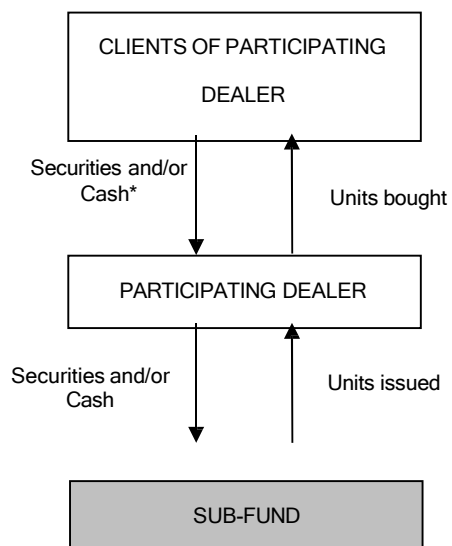 CLIENTS OF PARTICIPATING
DEALER
Securities and/or
Cash*
Units bought
PARTICIPATING DEALER
Securities and/or
Cash
Units issued
SUB-FUND